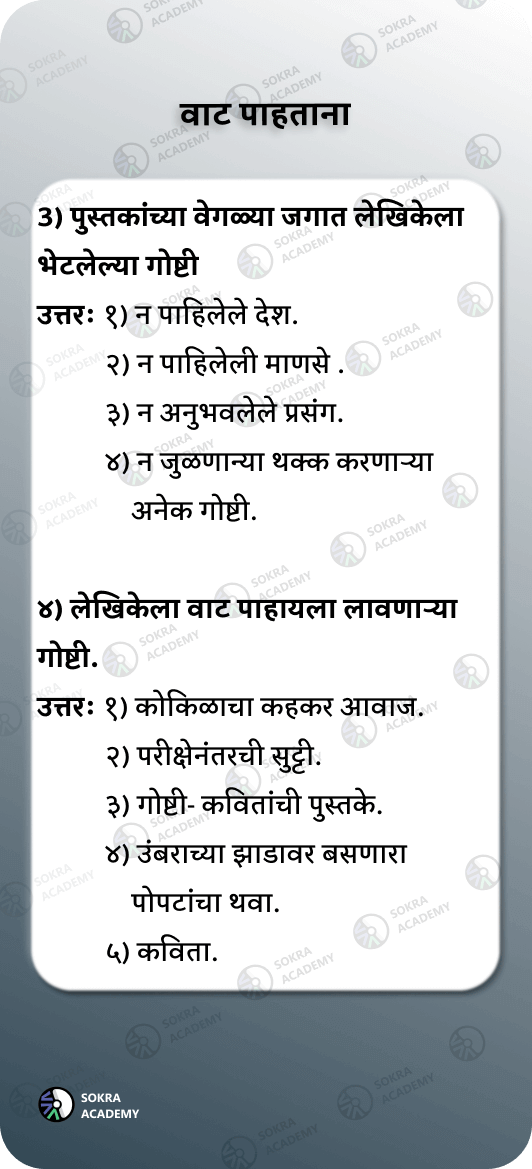 वाट पाहताना
3) पुस्तकांच्या वेगळ्या जगात लेखिकेला
भेटलेल्या गोष्टी
उत्तरः १) न पाहिलेले देश.
२) न पाहिलेली माणसे .
३) न अनुभवलेले प्रसंग.
४) न जुळणान्या थक्क करणाऱ्या
अनेक गोष्टी.
४) लेखिकेला वाट पाहायला लावणाऱ्या
गोष्टी.
उत्तरः १) कोकिळाचा कहकर आवाज.
२) परीक्षेनंतरची सुट्टी.
३) गोष्टी- कवितांची पुस्तके.
४) उंबराच्या झाडावर बसणारा
पोपटांचा थवा.
५) कविता.
SOKRA
ACADEMY